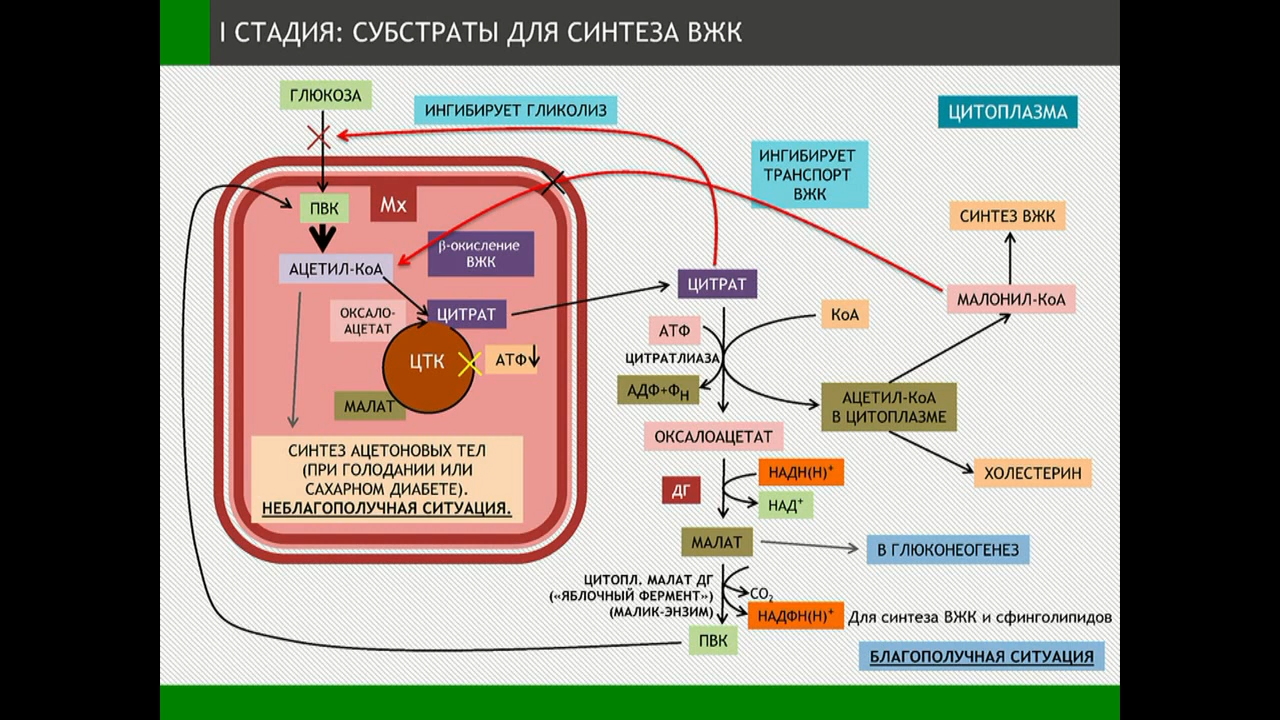 I СТАДИЯ: СУБСТРАТЫ ДЛЯ СИНТЕЗА ВЖК
ГЛЮКОЗА
ИНГИБИРУЕТ ГЛИКОЛИЗ
ЦИТОПЛАЗМА
ИНГИБИРУЕТ
ТРАНСПОРТ
ВЖК
ПВК
Мх
СИНТЕЗ ВЖК
β-окисление
ВЖК
АЦЕТИЛ-КоА
ЦИТРАТ
МАЛОНИЛ-КоА
ОКСАЛО-
АЦЕТАТ
ЦИТРАТ
КоА
АТФ
ЦИТРАТЛИАЗА
ЦТК
АТФ
АДФ+ФН
АЦЕТИЛ-КоА
В ЦИТОПЛАЗМЕ
МАЛАТ
ОКСАЛОАЦЕТАТ
СИНТЕЗ АЦЕТОНОВЫХ ТЕЛ
(ПРИ ГОЛОДАНИИ ИЛИ
САХАРНОМ ДИАБЕТЕ).
НЕБЛАГОПОЛУЧНАЯ СИТУАЦИЯ.
НАДН(Н)⁺
ХОЛЕСТЕРИН
ДГ
НАД⁺
МАЛАТ
В ГЛЮКОНЕОГЕНЕЗ
ЦИТОПЛ. МАЛАТ ДГ
(«ЯБЛОЧНЫЙ ФЕРМЕНТ»)
(МАЛИК-ЭНЗИМ)
CO₂
НАДФН(Н)⁺ Для синтеза ВЖК и сфинголипидов
ПВК
БЛАГОПОЛУЧНАЯ СИТУАЦИЯ